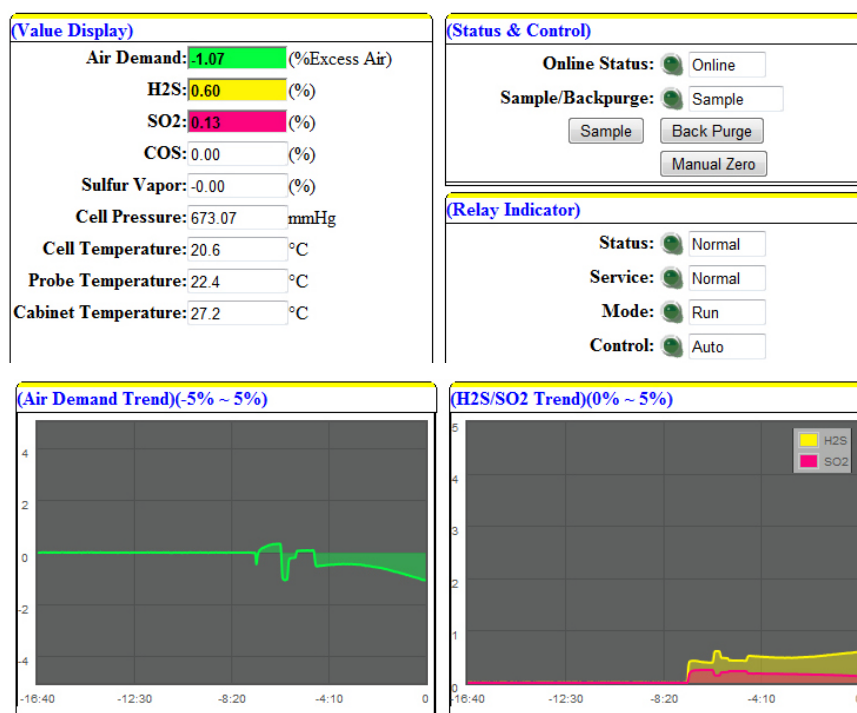 (Value Display)
Air Demand: -1.07 (%Excess Air)
H2S: 0.60 (%)
SO2: 0.13 (%)
COS: 0.00 (%)
Sulfur Vapor: -0.00 (%)
Cell Pressure: 673.07 mmHg
Cell Temperature: 20.6 °C
Probe Temperature: 22.4 °C
Cabinet Temperature: 27.2 °C
(Status & Control)
Online Status: Online
Sample/Backpurge: Sample
Sample Back Purge
Manual Zero
(Relay Indicator)
Status: Normal
Service: Normal
Mode: Run
Control: Auto
(Air Demand Trend)(-5% ~ 5%)
4
2
0
-2
-4
-16:40 -12:30 -8:20 -4:10 0
(H2S/SO2 Trend)(0% ~ 5%)
H2S
SO2
5
4
3
2
1
0
-16:40 -12:30 -8:20 -4:10 0